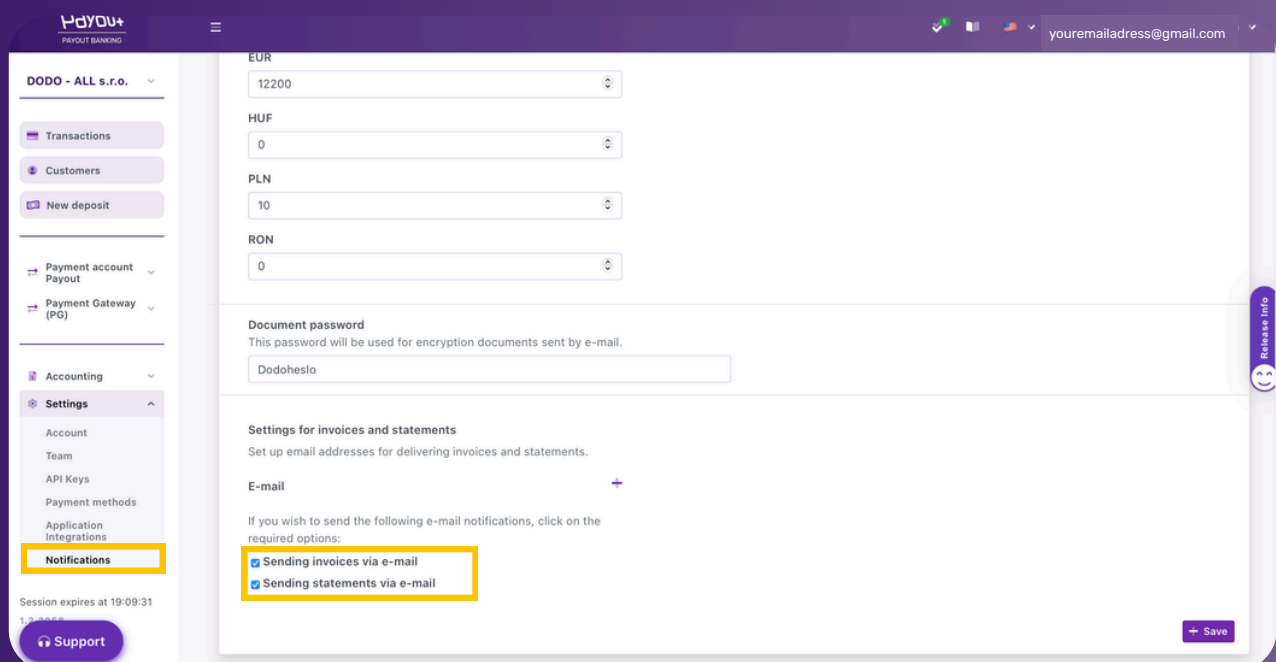 PayOut+
PAYOUT BANKING
6
youremailadress@gmail.com
DODO - ALL s.r.o.
Transactions
Customers
New deposit
Payment account
Payout
Payment Gateway
(PG)
Accounting
Settings
Account
Team
API Keys
Payment methods
Application
Integrations
Notifications
Session expires at 19:09:31
Support
EUR
12200
HUF
0
PLN
10
RON
0
Document password
This password will be used for encryption documents sent by e-mail.
Dodoheslo
Settings for invoices and statements
Set up email addresses for delivering invoices and statements.
E-mail
If you wish to send the following e-mail notifications, click on the
required options:
Sending invoices via e-mail
Sending statements via e-mail
+ Save
Release Info